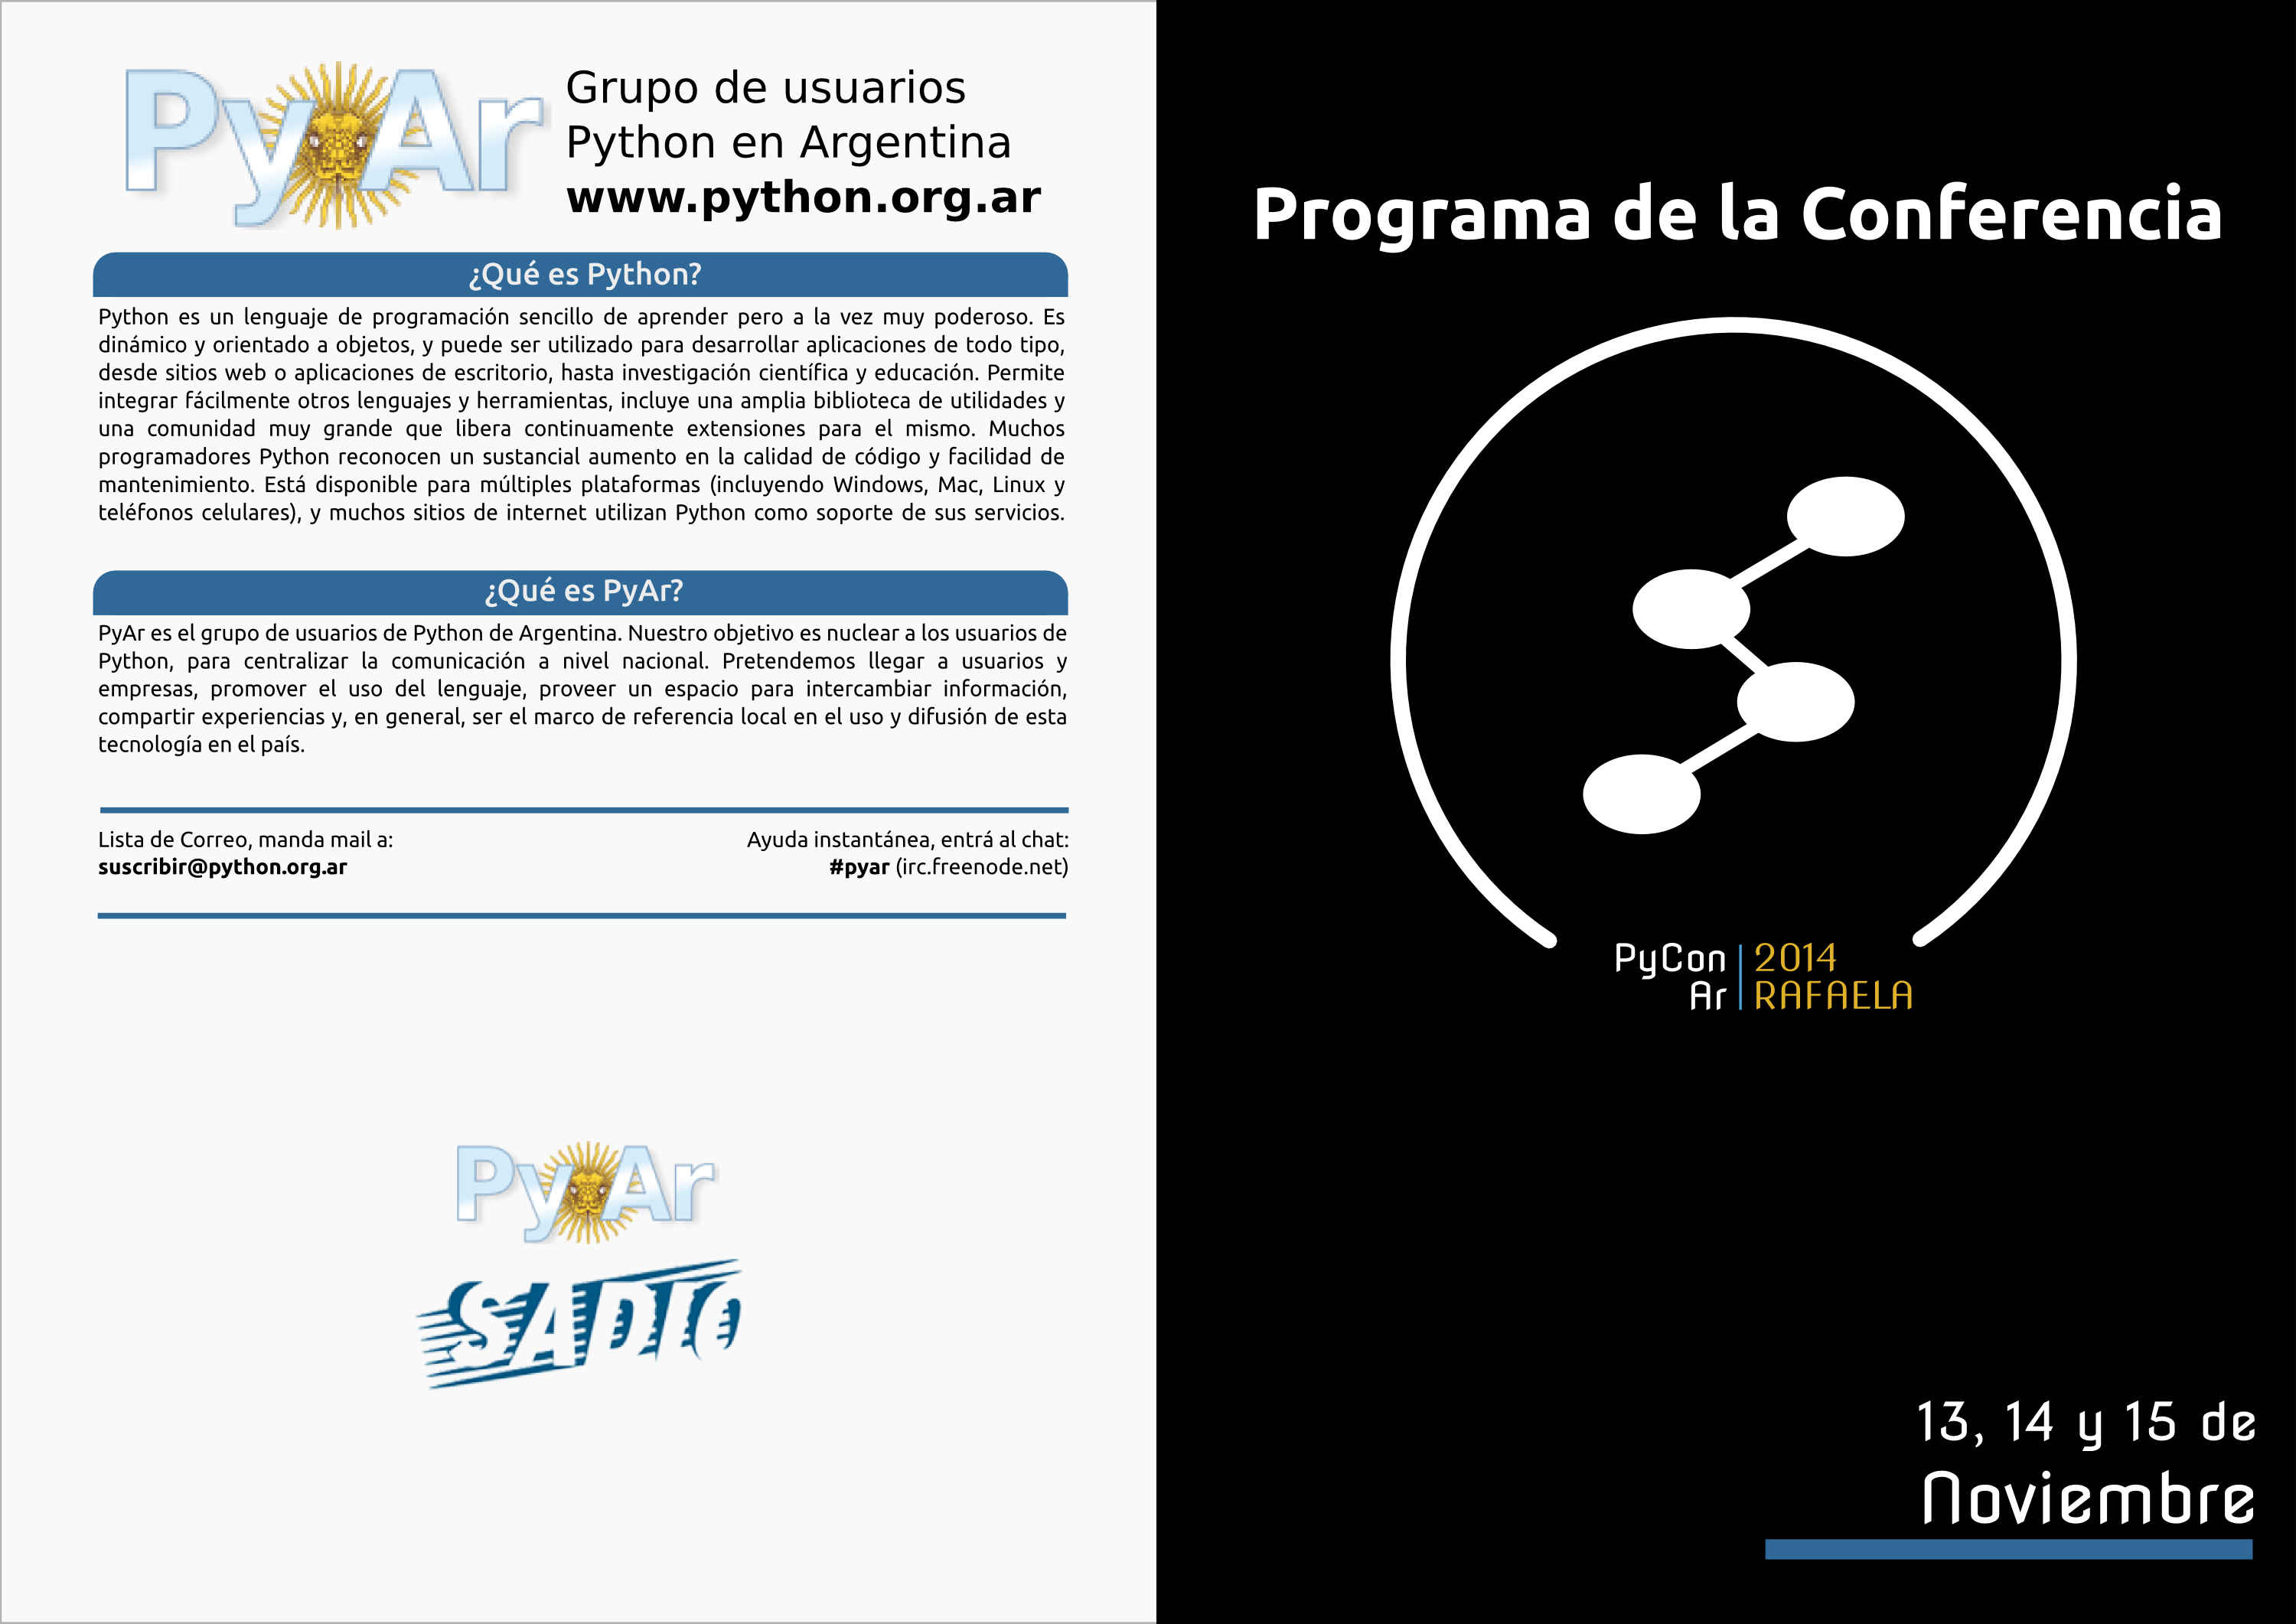 PyAr
Grupo de usuarios
Python en Argentina
www.python.org.ar
¿Qué es Python?
Python es un lenguaje de programación sencillo de aprender pero a la vez muy poderoso. Es
dinámico y orientado a objetos, y puede ser utilizado para desarrollar aplicaciones de todo tipo,
desde sitios web o aplicaciones de escritorio, hasta investigación científica y educación. Permite
integrar fácilmente otros lenguajes y herramientas, incluye una amplia biblioteca de utilidades y
una comunidad muy grande que libera continuamente extensiones para el mismo. Muchos
programadores Python reconocen un sustancial aumento en la calidad de código y facilidad de
mantenimiento. Está disponible para múltiples plataformas (incluyendo Windows, Mac, Linux y
teléfonos celulares), y muchos sitios de internet utilizan Python como soporte de sus servicios.
¿Qué es PyAr?
PyAr es el grupo de usuarios de Python de Argentina. Nuestro objetivo es nuclear a los usuarios de
Python, para centralizar la comunicación a nivel nacional. Pretendemos llegar a usuarios y
empresas, promover el uso del lenguaje, proveer un espacio para intercambiar información,
compartir experiencias y, en general, ser el marco de referencia local en el uso y difusión de esta
tecnología en el país.
Lista de Correo, manda mail a:
suscribir@python.org.ar
Ayuda instantánea, entrá al chat:
#pyar (irc.freenode.net)
PyAr
SADIO
Programa de la Conferencia
PyCon 2014
Ar RAFAELA
13, 14 y 15 de
Noviembre